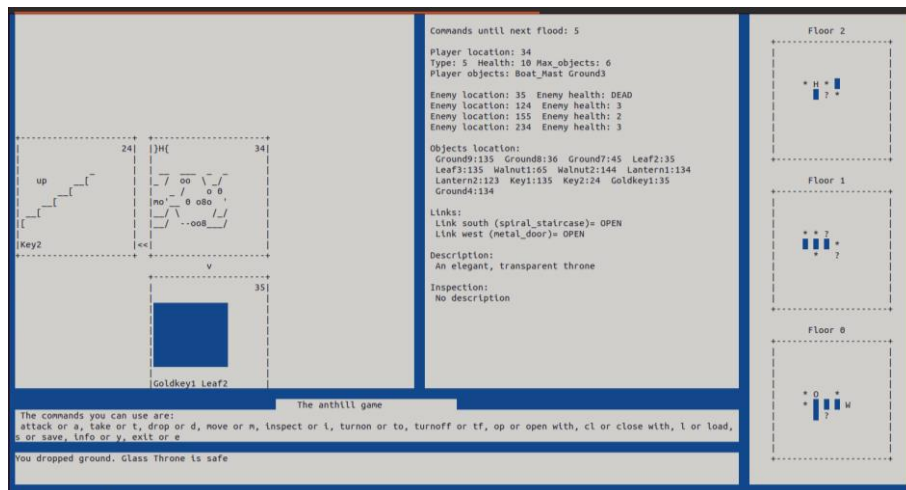 24| |}H{ 34|
up
Key2 |<<|
v
35|
Goldkey1 Leaf2
Commands until next flood: 5
Player location: 34
Type: 5 Health: 10 Max_objects: 6
Player objects: Boat_Mast Ground3
Enemy location: 35 Enemy health: DEAD
Enemy location: 124 Enemy health: 3
Enemy location: 155 Enemy health: 2
Enemy location: 234 Enemy health: 3
Objects location:
Ground9:135 Ground8:36 Ground7:45 Leaf2:35
Leaf3:135 Walnut1:65 Walnut2:144 Lantern1:134
Lantern2:123 Key1:135 Key2:24 Goldkey1:35
Ground4:134
Links:
Link south (spiral_staircase)= OPEN
Link west (metal_door)= OPEN
Description:
An elegant, transparent throne
Inspection:
No description
Floor 2
* H *
? *
Floor 1
* * ?
*
* ?
Floor 0
* O *
* W
?
The anthill game
The commands you can use are:
attack or a, take or t, drop or d, move or m, inspect or i, turnon or to, turnoff or tf, op or open with, cl or close with, l or load,
s or save, info or y, exit or e
You dropped ground. Glass Throne is safe